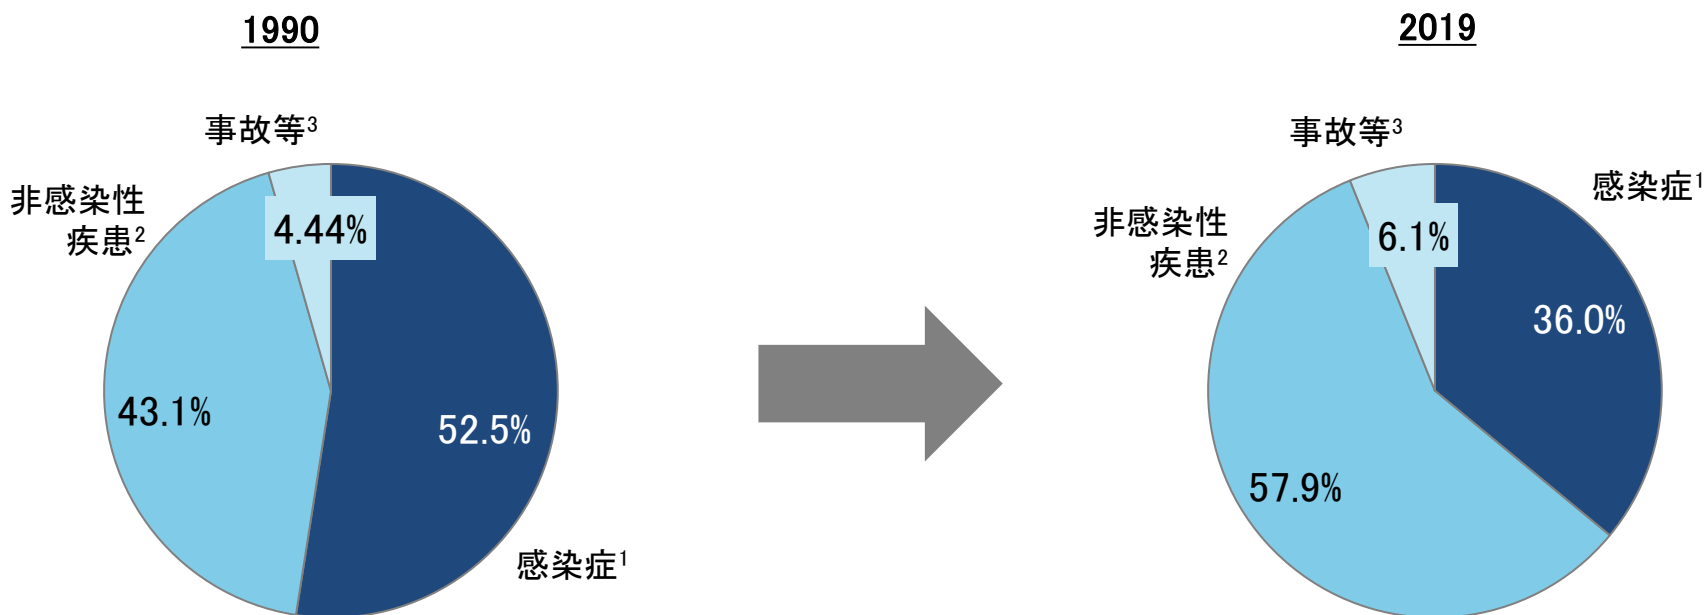 1990
事故等3
非感染性
疾患2
4.44%
43.1%
52.5%
感染症1
2019
事故等3
感染症1
非感染性
疾患2
6.1%
36.0%
57.9%